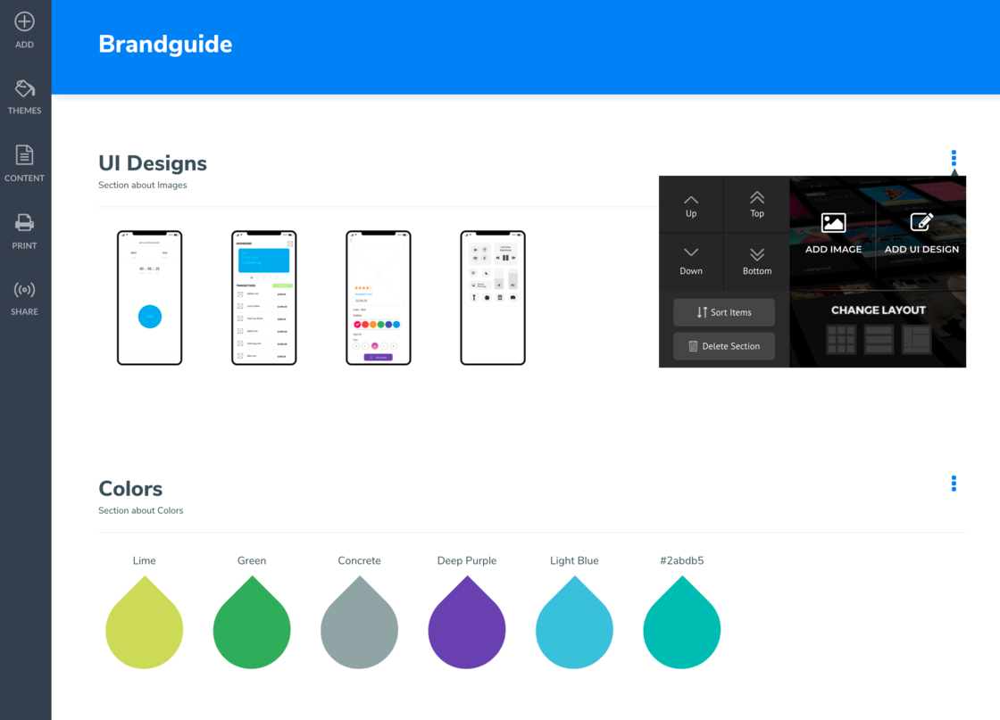 Brandguide
ADD
THEMES
CONTENT
PRINT
SHARE
UI Designs
Section about Images
DASHBOARD
TRANSACTIONS
Up
Top
Down
Bottom
Sort Items
Delete Section
ADD IMAGE
ADD UI DESIGN
CHANGE LAYOUT
Colors
Section about Colors
Lime
Green
Concrete
Deep Purple
Light Blue
#2abdb5